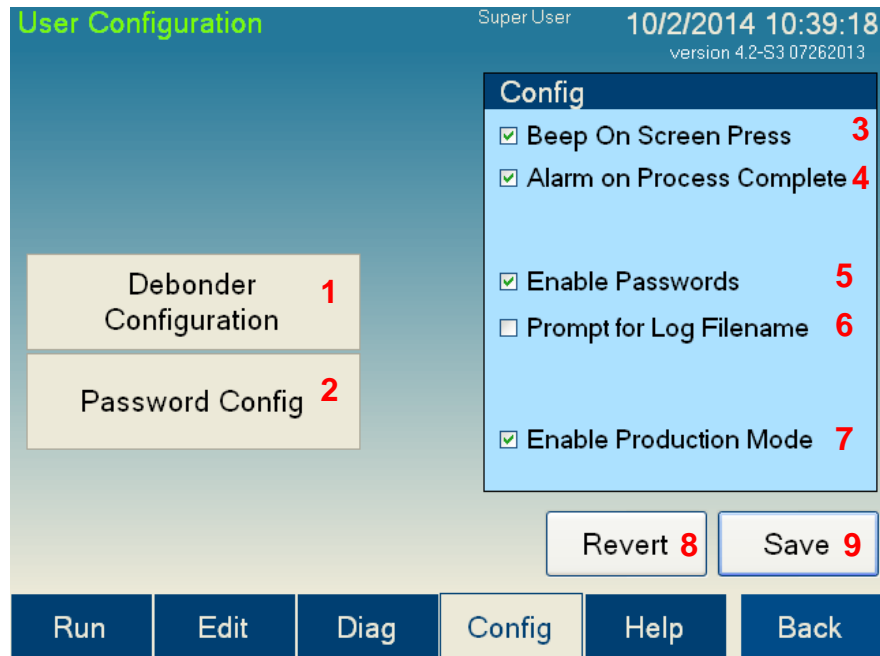 User Configuration
Super User
10/2/2014 10:39:18
version 4.2-S3 07262013
Config
Beep On Screen Press 3
Alarm on Process Complete 4
Debonder
Configuration 1
Enable Passwords 5
Prompt for Log Filename 6
Password Config 2
Enable Production Mode 7
Revert 8
Save 9
Run
Edit
Diag
Config
Help
Back